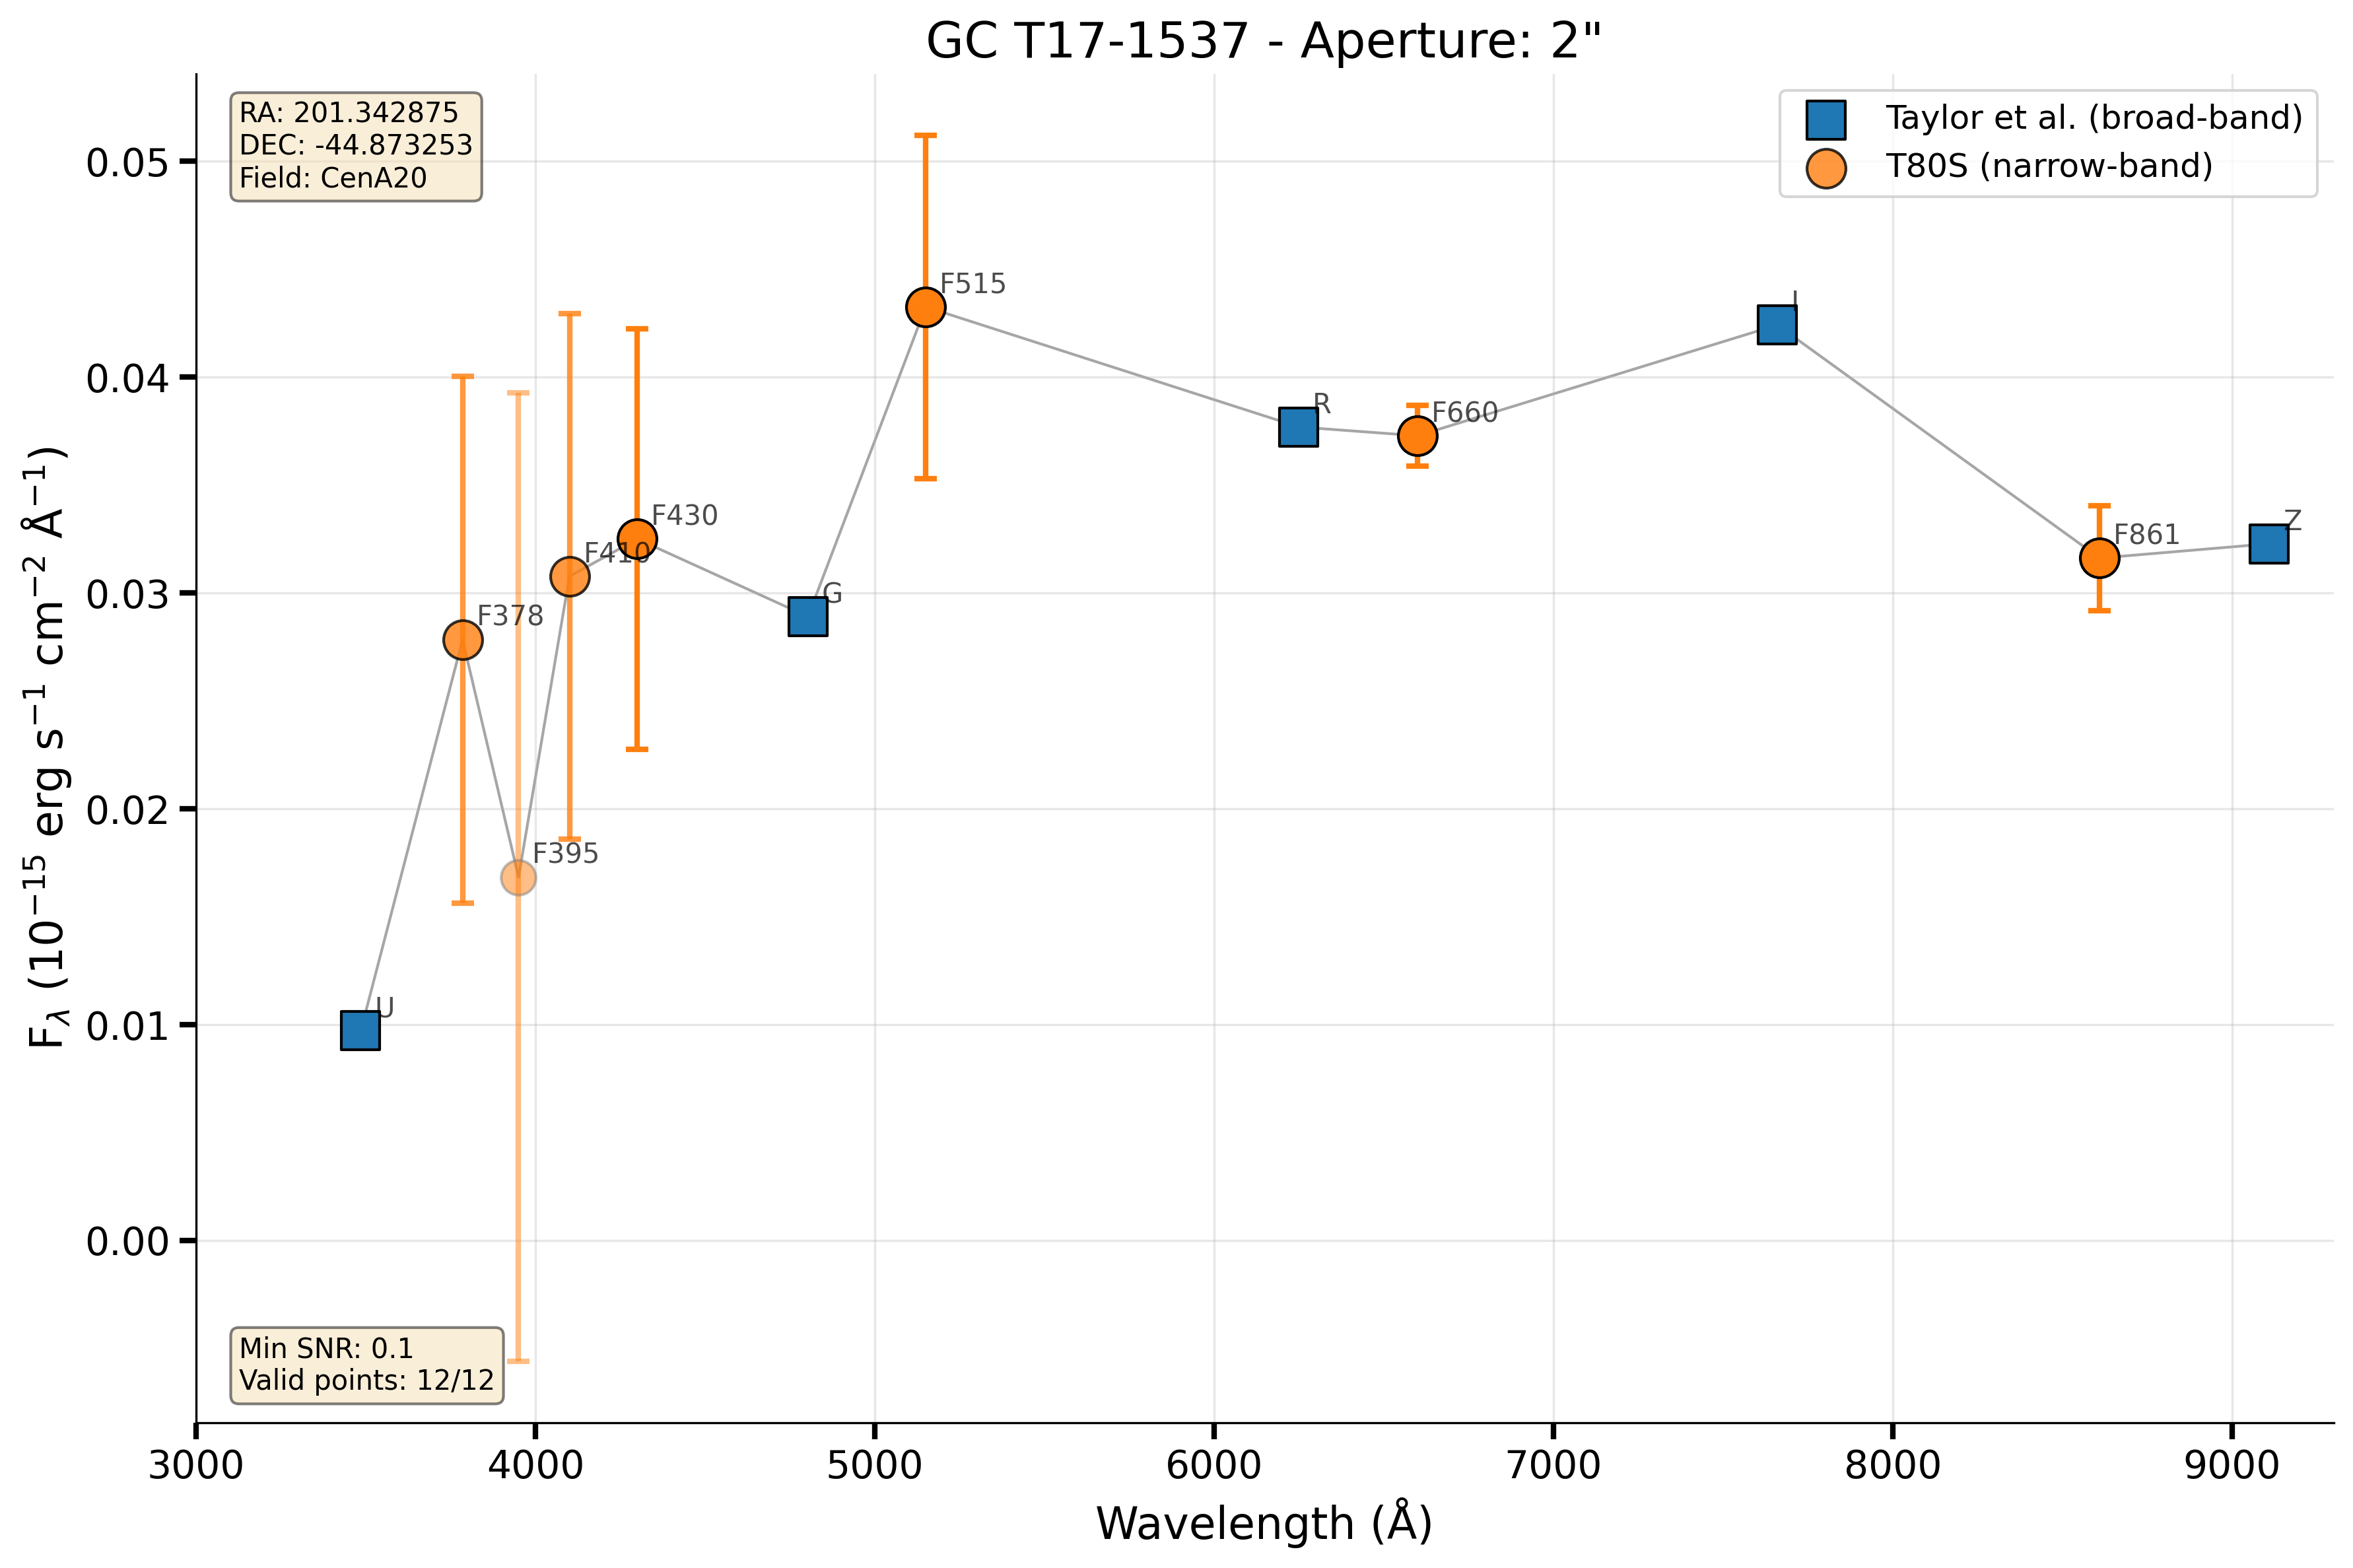 GC T17-1537 - Aperture: 2"
RA: 201.342875
DEC: -44.873253
Field: CenA20
Taylor et al. (broad-band)
T80S (narrow-band)
F515
I
R
F660
F430
F410
F378
G
F861
Z
F395
U
Min SNR: 0.1
Valid points: 12/12
0.05
0.04
0.03
0.02
0.01
0.00
3000 4000 5000 6000 7000 8000 9000
Wavelength (Å)
F<sub>λ</sub> (10⁻¹⁵ erg s⁻¹ cm⁻² Å⁻¹)